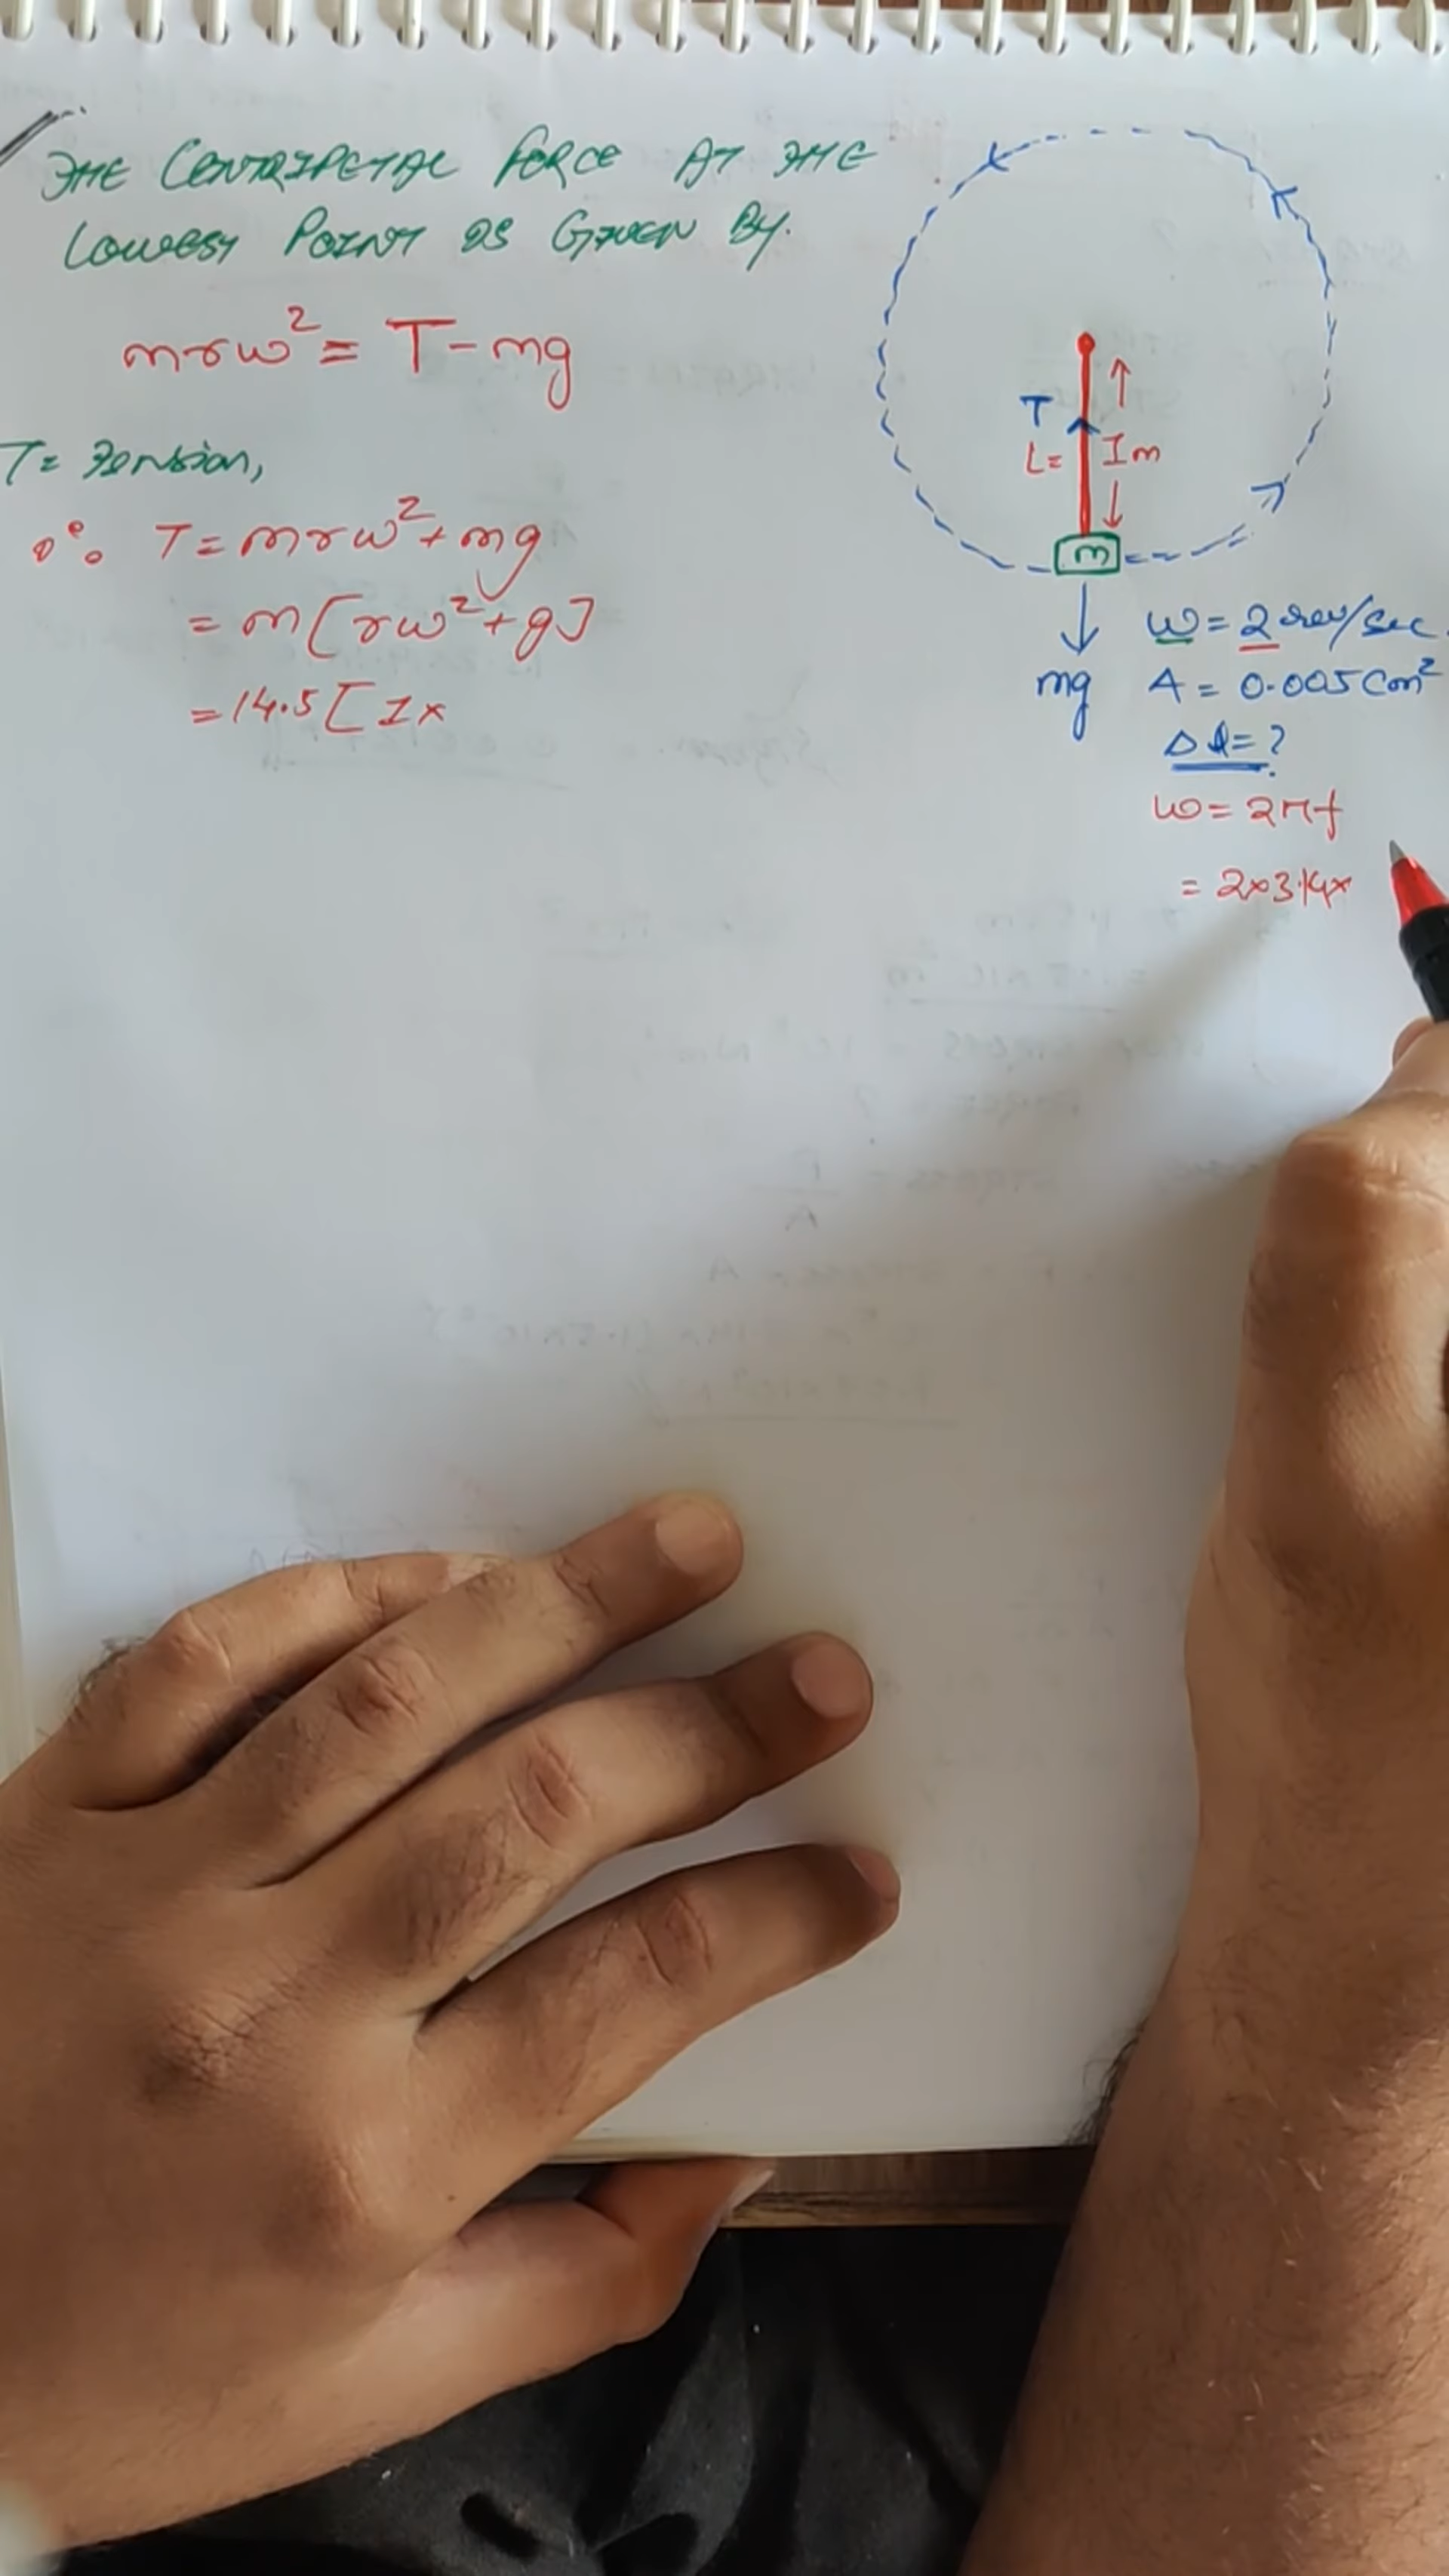 THE CENTRIPETAL FORCE AT THE
LOWEST POINT IS GIVEN BY.
mrω² = T - mg
T = Tension,
∴ T = mrω² + mg
= m[rω² + g]
= 14.5 [1×
T
L= 1m
m
mg
ω = 2 rev/sec.
A = 0.005 cm²
Δl = ?
ω = 2πf
= 2×3.14×